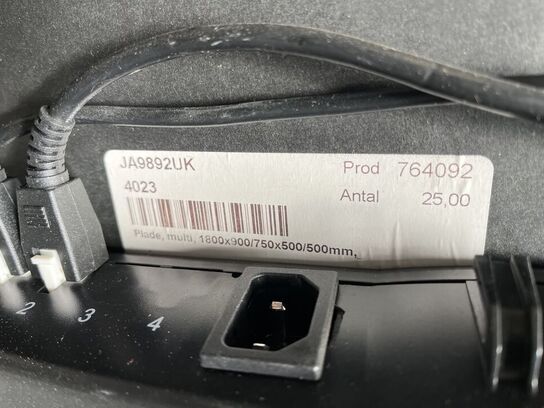 JA9892UK
Prod 764092
4023
Antal 25,00
Plade, multi, 1800x900/750x500/500mm,
2
3
4